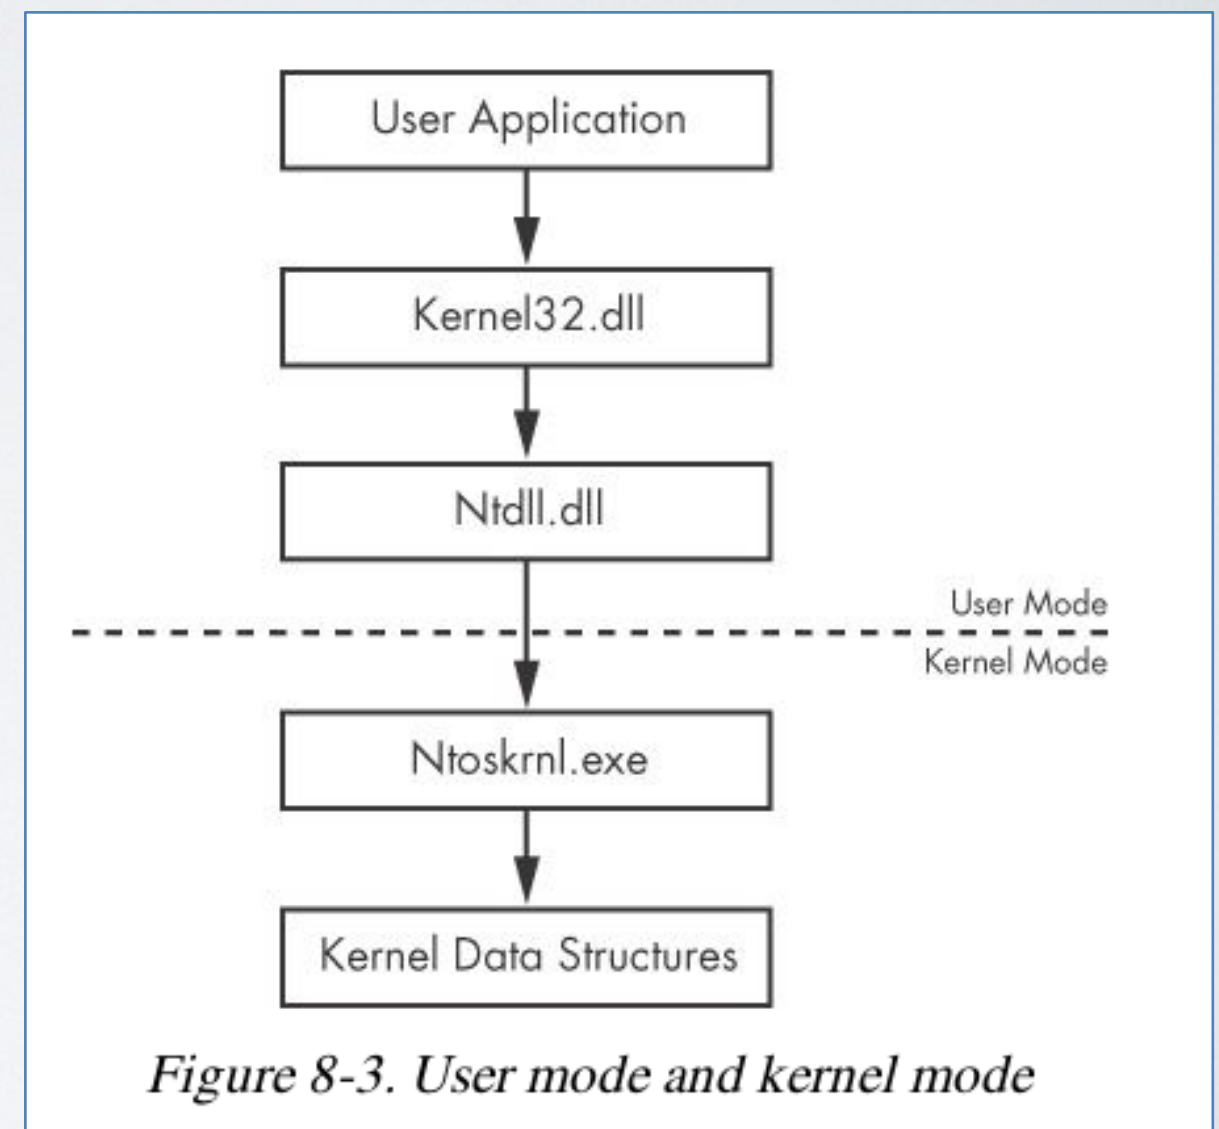 User Application
Kernel32.dll
Ntdll.dll
User Mode
Kernel Mode
Ntoskrnl.exe
Kernel Data Structures
Figure 8-3. User mode and kernel mode